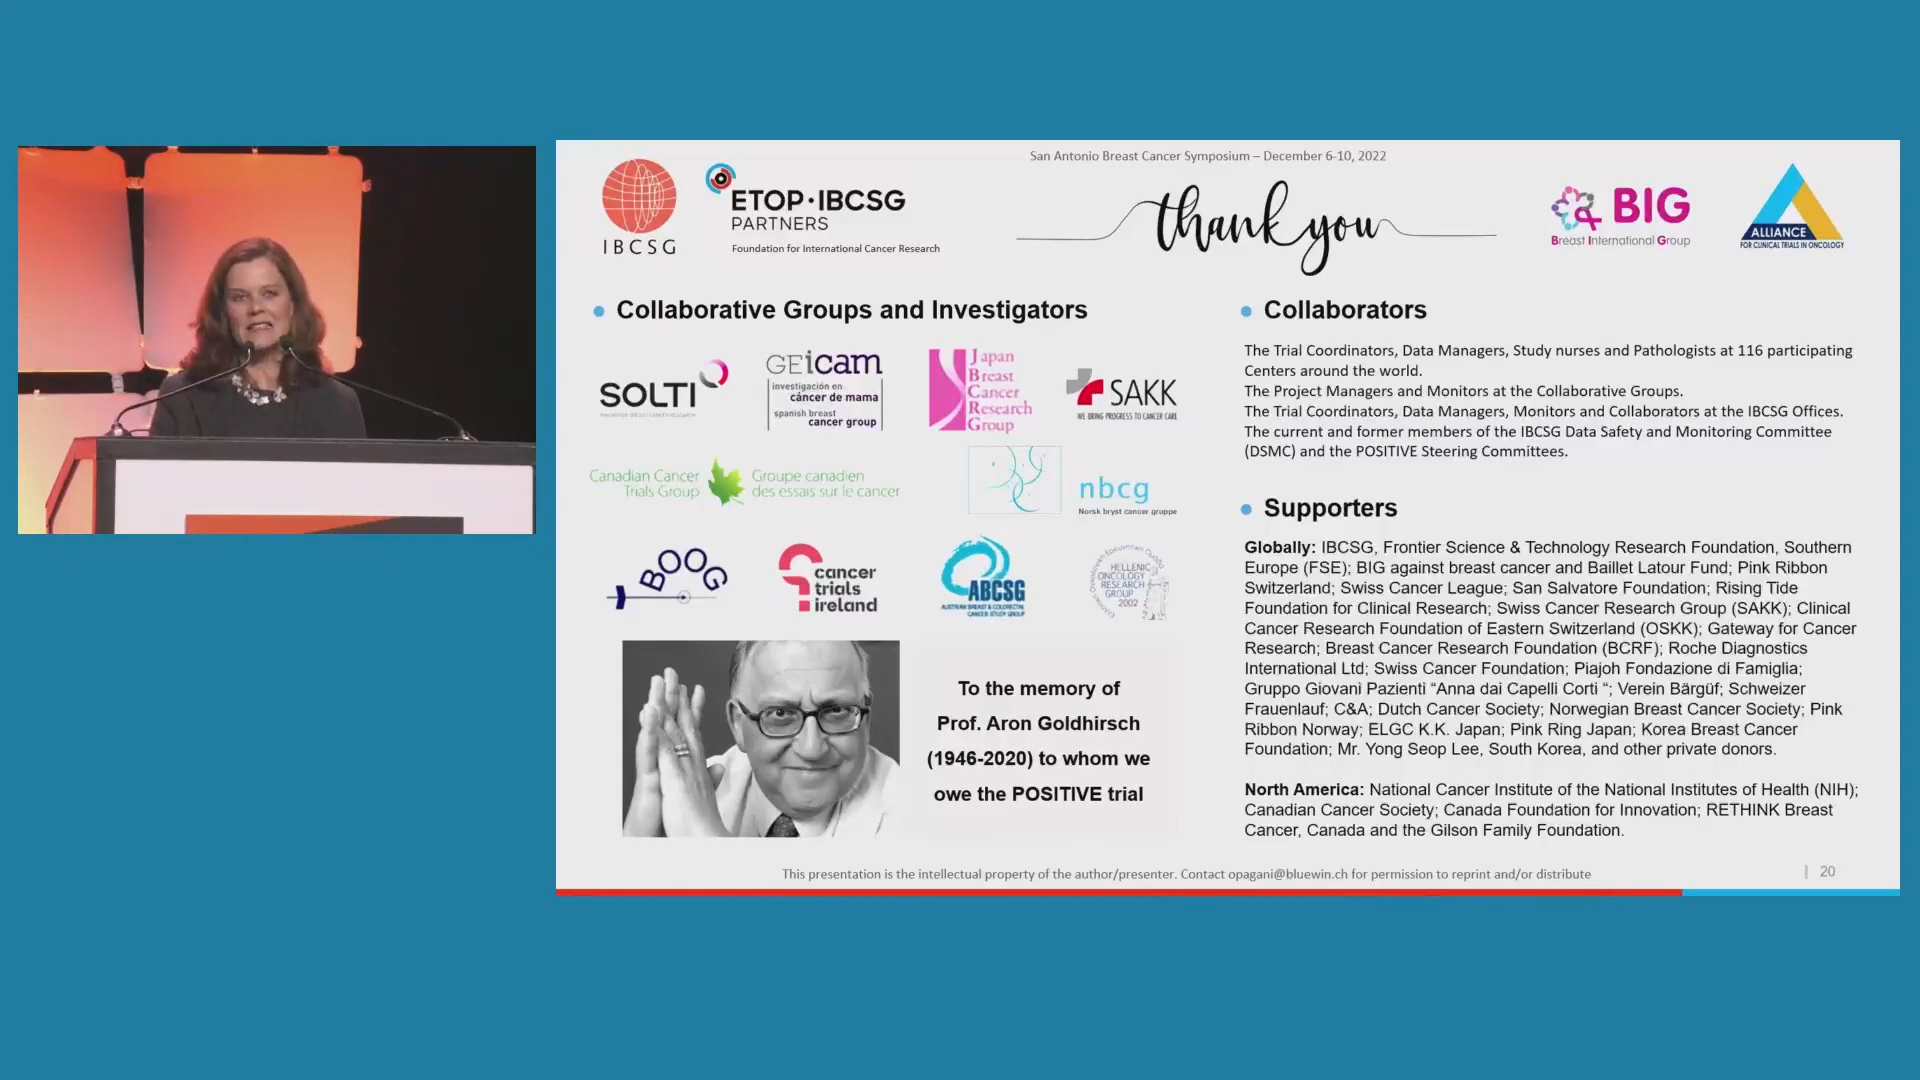 San Antonio Breast Cancer Symposium – December 6-10, 2022
IBCSG
ETOP·IBCSG
PARTNERS
Foundation for International Cancer Research
thank you
BIG
Breast International Group
ALLIANCE
FOR CLINICAL TRIALS IN ONCOLOGY
Collaborative Groups and Investigators
SOLTI
GEicam
investigación en
cáncer de mama
spanish breast
cancer group
Japan
Breast
Cancer
Research
Group
SAKK
WE BRING PROGRESS TO CANCER CARE
Canadian Cancer
Trials Group
Groupe canadien
des essais sur le cancer
nbcg
Norsk bryst cancer gruppe
BOOG
cancer
trials
ireland
ABCSG
AUSTRIAN BREAST & COLORECTAL
CANCER STUDY GROUP
HELLENIC
ONCOLOGY
RESEARCH
GROUP
2002
To the memory of
Prof. Aron Goldhirsch
(1946-2020) to whom we
owe the POSITIVE trial
Collaborators
The Trial Coordinators, Data Managers, Study nurses and Pathologists at 116 participating
Centers around the world.
The Project Managers and Monitors at the Collaborative Groups.
The Trial Coordinators, Data Managers, Monitors and Collaborators at the IBCSG Offices.
The current and former members of the IBCSG Data Safety and Monitoring Committee
(DSMC) and the POSITIVE Steering Committees.
Supporters
Globally: IBCSG, Frontier Science & Technology Research Foundation, Southern
Europe (FSE); BIG against breast cancer and Baillet Latour Fund; Pink Ribbon
Switzerland; Swiss Cancer League; San Salvatore Foundation; Rising Tide
Foundation for Clinical Research; Swiss Cancer Research Group (SAKK); Clinical
Cancer Research Foundation of Eastern Switzerland (OSKK); Gateway for Cancer
Research; Breast Cancer Research Foundation (BCRF); Roche Diagnostics
International Ltd; Swiss Cancer Foundation; Piajoh Fondazione di Famiglia;
Gruppo Giovani Pazienti “Anna dai Capelli Corti “; Verein Bärgüf; Schweizer
Frauenlauf; C&A; Dutch Cancer Society; Norwegian Breast Cancer Society; Pink
Ribbon Norway; ELGC K.K. Japan; Pink Ring Japan; Korea Breast Cancer
Foundation; Mr. Yong Seop Lee, South Korea, and other private donors.
North America: National Cancer Institute of the National Institutes of Health (NIH);
Canadian Cancer Society; Canada Foundation for Innovation; RETHINK Breast
Cancer, Canada and the Gilson Family Foundation.
This presentation is the intellectual property of the author/presenter. Contact opagani@bluewin.ch for permission to reprint and/or distribute
| 20